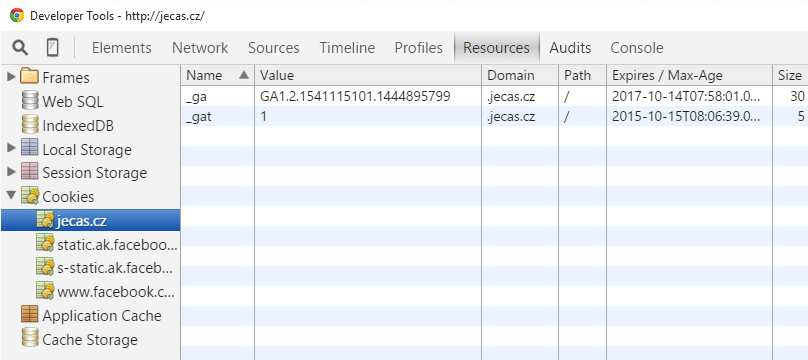 Developer Tools - http://jecas.cz/
Elements Network Sources Timeline Profiles Resources Audits Console
Frames
Web SQL
IndexedDB
Local Storage
Session Storage
Cookies
jecas.cz
static.ak.faceboo...
s-static.ak.faceb...
www.facebook.c...
Application Cache
Cache Storage
Name Value Domain Path Expires / Max-Age Size
_ga GA1.2.1541115101.1444895799 .jecas.cz / 2017-10-14T07:58:01.0... 30
_gat 1 .jecas.cz / 2015-10-15T08:06:39.0... 5